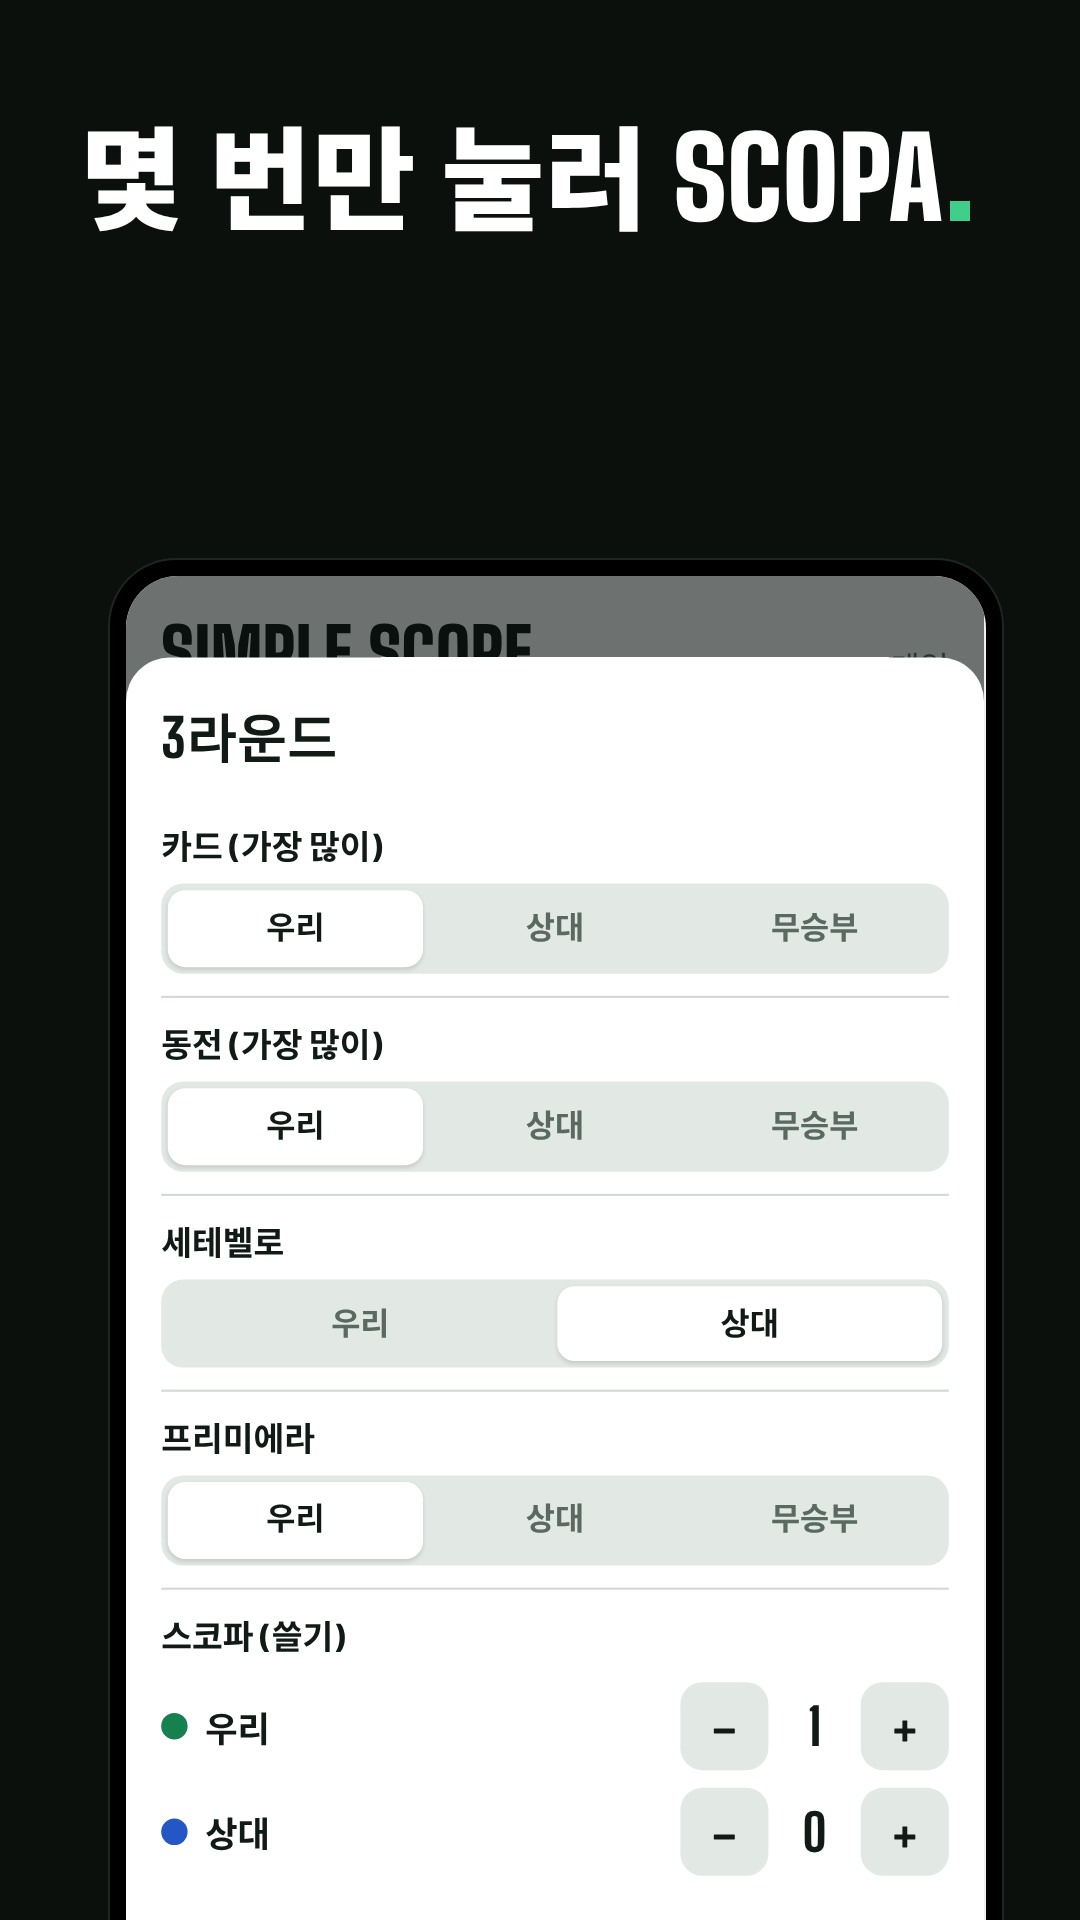 몇 번만 눌러 SCOPA.
SIMPLE SCOPE
3라운드
카드 (가장 많이)
우리 상대 무승부
동전 (가장 많이)
우리 상대 무승부
세테벨로
우리 상대
프리미에라
우리 상대 무승부
스코파 (쓸기)
우리 − 1 +
상대 − 0 +